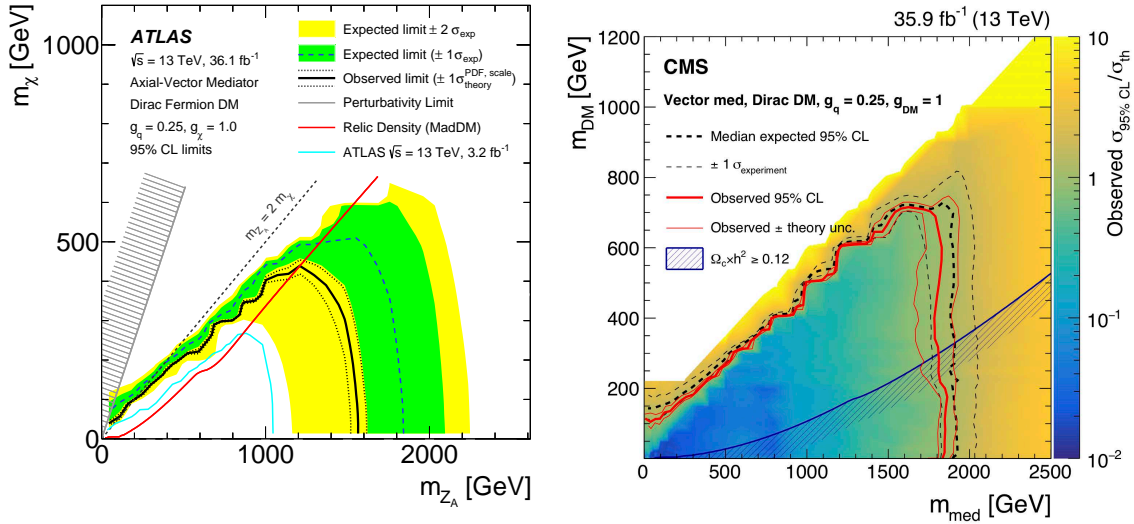 ATLAS
√s = 13 TeV, 36.1 fb⁻¹
Axial-Vector Mediator
Dirac Fermion DM
g_q = 0.25, g_χ = 1.0
95% CL limits
Expected limit ± 2 σ_exp
Expected limit (± 1 σ_exp)
Observed limit (± 1 σ_theory^PDF, scale)
Perturbativity Limit
Relic Density (MadDM)
ATLAS √s = 13 TeV, 3.2 fb⁻¹
m_Z_A = 2 m_χ
m_χ [GeV]
1000
500
0
0 1000 2000
m_Z_A [GeV]
35.9 fb⁻¹ (13 TeV)
CMS
Vector med, Dirac DM, g_q = 0.25, g_DM = 1
Median expected 95% CL
± 1 σ_experiment
Observed 95% CL
Observed ± theory unc.
Ω_c × h² ≥ 0.12
m_DM [GeV]
1200
1000
800
600
400
200
0
0 500 1000 1500 2000 2500
m_med [GeV]
10
1
10⁻¹
10⁻²
Observed σ_95% CL/σ_th